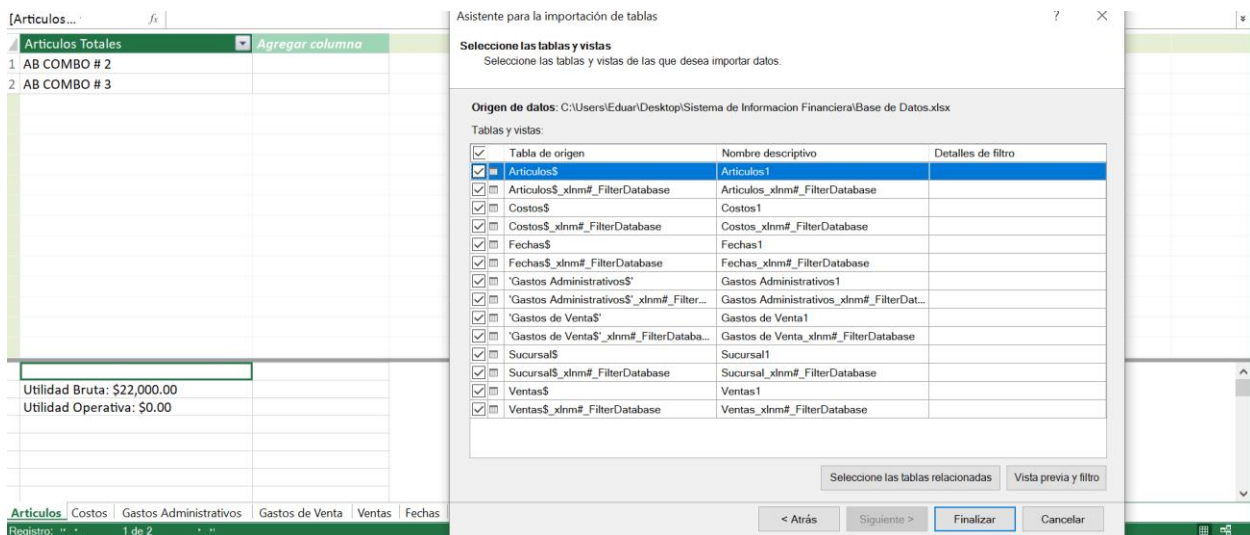 [Articulos...
fx
Articulos Totales
Agregar columna
1 AB COMBO # 2
2 AB COMBO # 3
Utilidad Bruta: $22,000.00
Utilidad Operativa: $0.00
Articulos Costos Gastos Administrativos Gastos de Venta Ventas Fechas
Registro: 1 de 2
Asistente para la importación de tablas ? ×
Seleccione las tablas y vistas
Seleccione las tablas y vistas de las que desea importar datos.
Origen de datos: C:\Users\Eduar\Desktop\Sistema de Informacion Financiera\Base de Datos.xlsx
Tablas y vistas:
Tabla de origen Nombre descriptivo Detalles de filtro
Articulos$ Articulos1
Articulos$_xlnm#_FilterDatabase Articulos_xlnm#_FilterDatabase
Costos$ Costos1
Costos$_xlnm#_FilterDatabase Costos_xlnm#_FilterDatabase
Fechas$ Fechas1
Fechas$_xlnm#_FilterDatabase Fechas_xlnm#_FilterDatabase
'Gastos Administrativos$' Gastos Administrativos1
'Gastos Administrativos$'_xlnm#_Filter... Gastos Administrativos_xlnm#_FilterDat...
'Gastos de Venta$' Gastos de Venta1
'Gastos de Venta$'_xlnm#_FilterDataba... Gastos de Venta_xlnm#_FilterDatabase
Sucursal$ Sucursal1
Sucursal$_xlnm#_FilterDatabase Sucursal_xlnm#_FilterDatabase
Ventas$ Ventas1
Ventas$_xlnm#_FilterDatabase Ventas_xlnm#_FilterDatabase
Seleccione las tablas relacionadas Vista previa y filtro
< Atrás Siguiente > Finalizar Cancelar